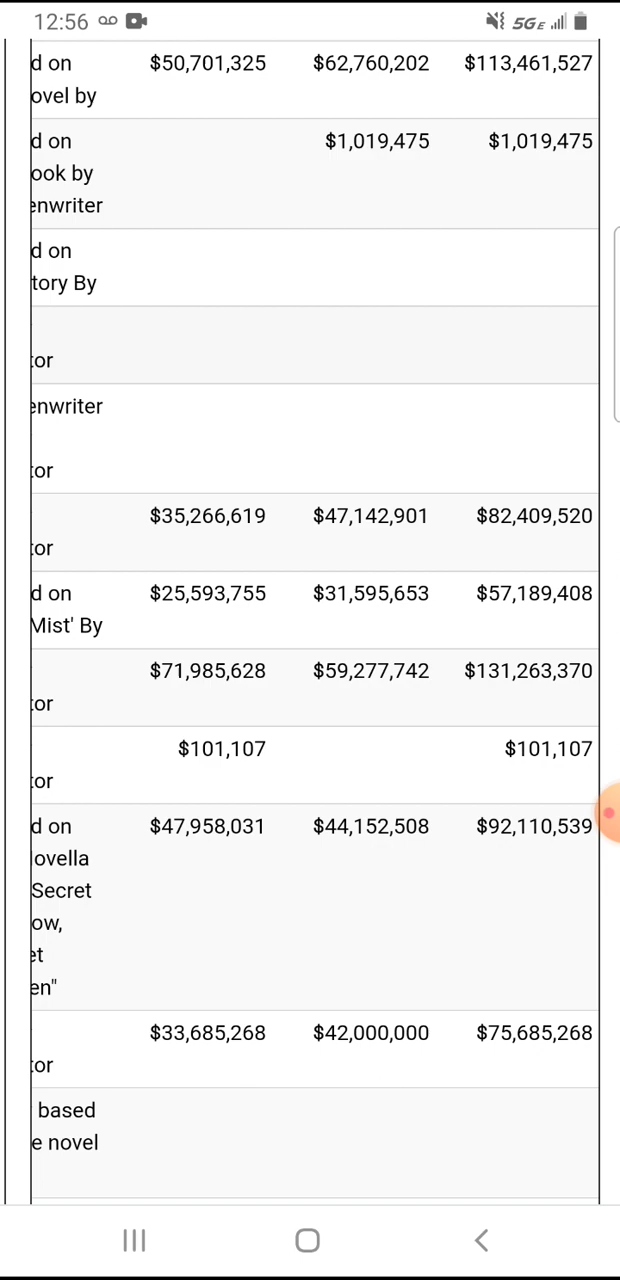 12:56 5GE
d on $50,701,325 $62,760,202 $113,461,527
ovel by
d on $1,019,475 $1,019,475
ook by
enwriter
d on
tory By
tor
enwriter
tor
$35,266,619 $47,142,901 $82,409,520
tor
d on $25,593,755 $31,595,653 $57,189,408
Mist' By
$71,985,628 $59,277,742 $131,263,370
tor
$101,107 $101,107
tor
d on $47,958,031 $44,152,508 $92,110,539
lovella
Secret
ow,
et
en"
$33,685,268 $42,000,000 $75,685,268
tor
based
e novel